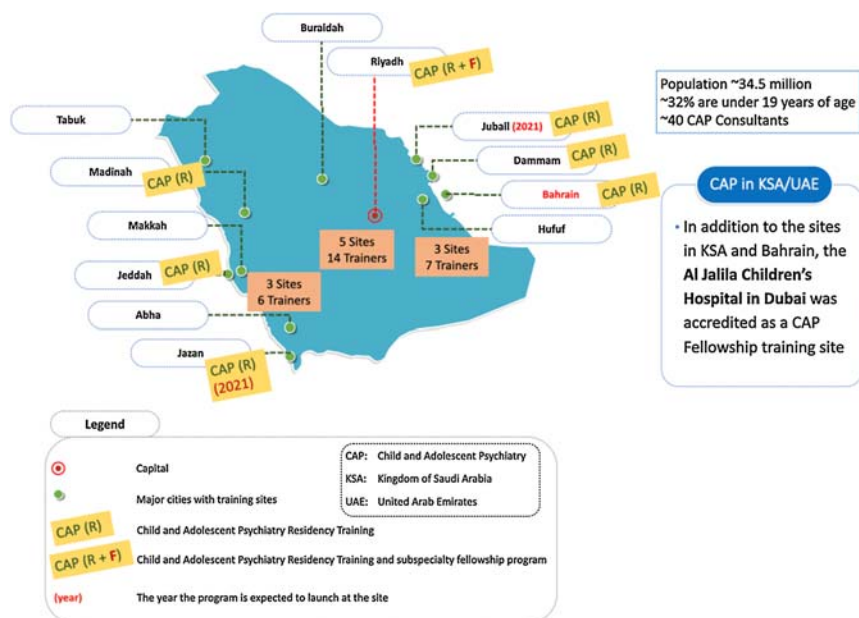 Buraidah
Riyadh
CAP (R + F)
Population ~34.5 million
~32% are under 19 years of age
~40 CAP Consultants
Tabuk
Juball (2021)
CAP (R)
Dammam
CAP (R)
Madinah
CAP (R)
Bahrain
CAP (R)
Makkah
Hufuf
CAP in KSA/UAE
• In addition to the sites
in KSA and Bahrain, the
Al Jalila Children's
Hospital in Dubai was
accredited as a CAP
Fellowship training site
5 Sites
14 Trainers
3 Sites
7 Trainers
Jeddah
CAP (R)
3 Sites
6 Trainers
Abha
Jazan
CAP (R)
(2021)
Legend
Capital
Major cities with training sites
CAP: Child and Adolescent Psychiatry
KSA: Kingdom of Saudi Arabia
UAE: United Arab Emirates
CAP (R)
Child and Adolescent Psychiatry Residency Training
CAP (R + F)
Child and Adolescent Psychiatry Residency Training and subspecialty fellowship program
(year)
The year the program is expected to launch at the site